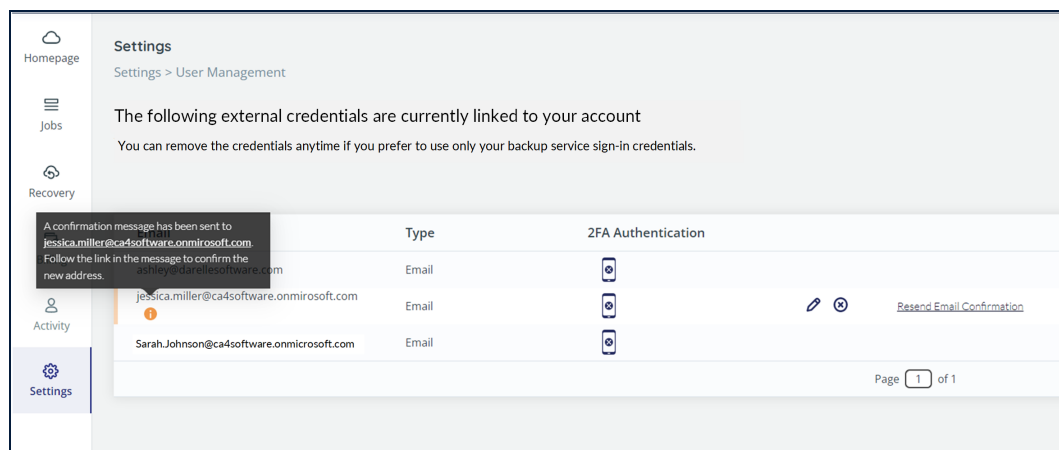 Homepage
Jobs
Recovery
Activity
Settings
Settings
Settings > User Management
The following external credentials are currently linked to your account
You can remove the credentials anytime if you prefer to use only your backup service sign-in credentials.
A confirmation message has been sent to
jessica.miller@ca4software.onmirosoft.com.
Follow the link in the message to confirm the
new address.
Email Type 2FA Authentication
ashley@darellesoftware.com Email
jessica.miller@ca4software.onmirosoft.com Email Resend Email Confirmation
Sarah.Johnson@ca4software.onmicrosoft.com Email
Page 1 of 1